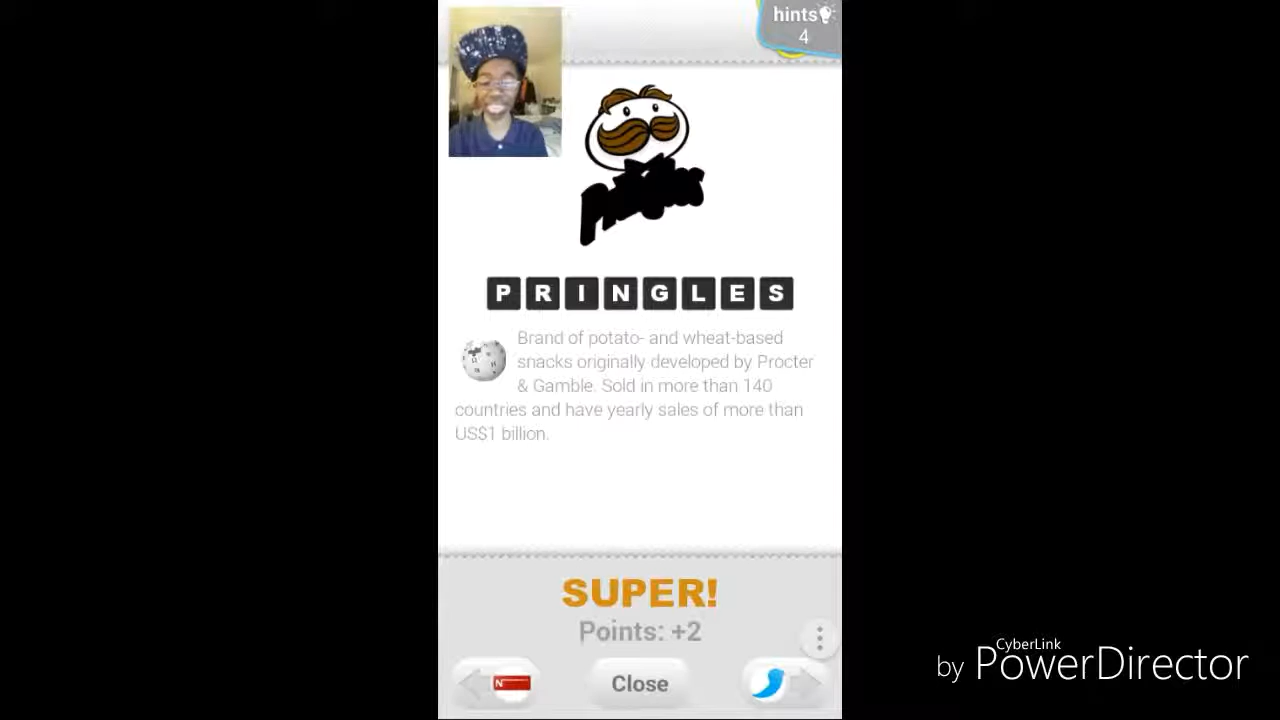 hints
4
PRINGLES
Brand of potato- and wheat-based
snacks originally developed by Procter
& Gamble. Sold in more than 140
countries and have yearly sales of more than
US$1 billion.
SUPER!
Points: +2
N
Close
CyberLink
by PowerDirector